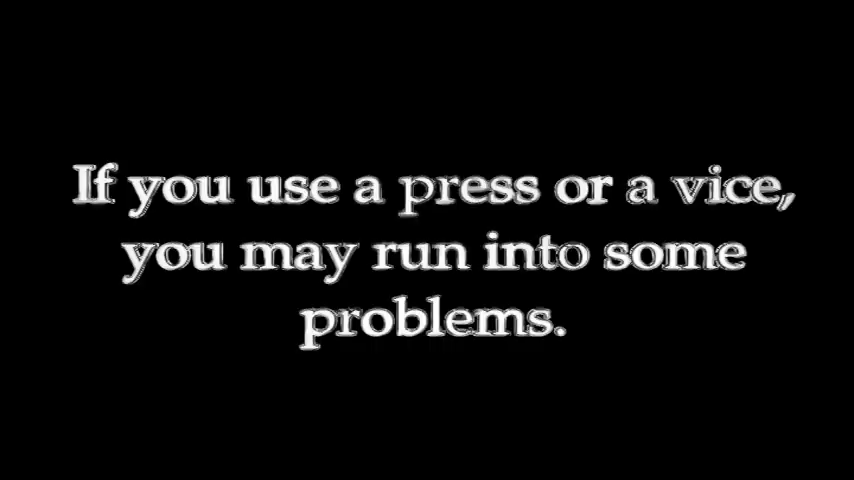 If you use a press or a vice,
you may run into some
problems.